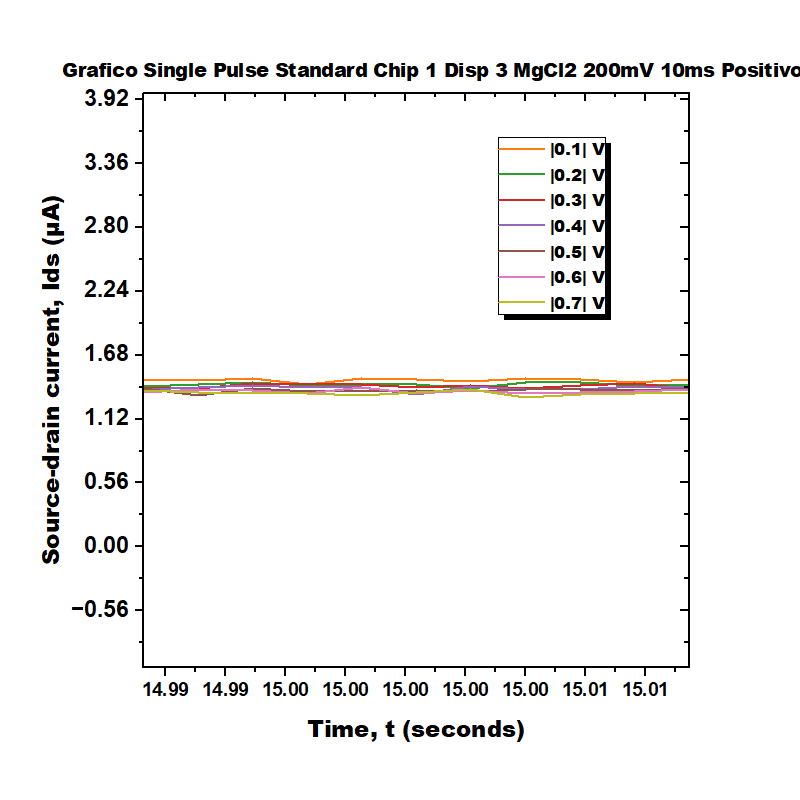 Grafico Single Pulse Standard Chip 1 Disp 3 MgCl2 200mV 10ms Positivo
3.92
3.36
2.80
2.24
1.68
1.12
0.56
0.00
−0.56
Source-drain current, Ids (µA)
|0.1| V
|0.2| V
|0.3| V
|0.4| V
|0.5| V
|0.6| V
|0.7| V
14.99 14.99 15.00 15.00 15.00 15.00 15.00 15.01 15.01
Time, t (seconds)